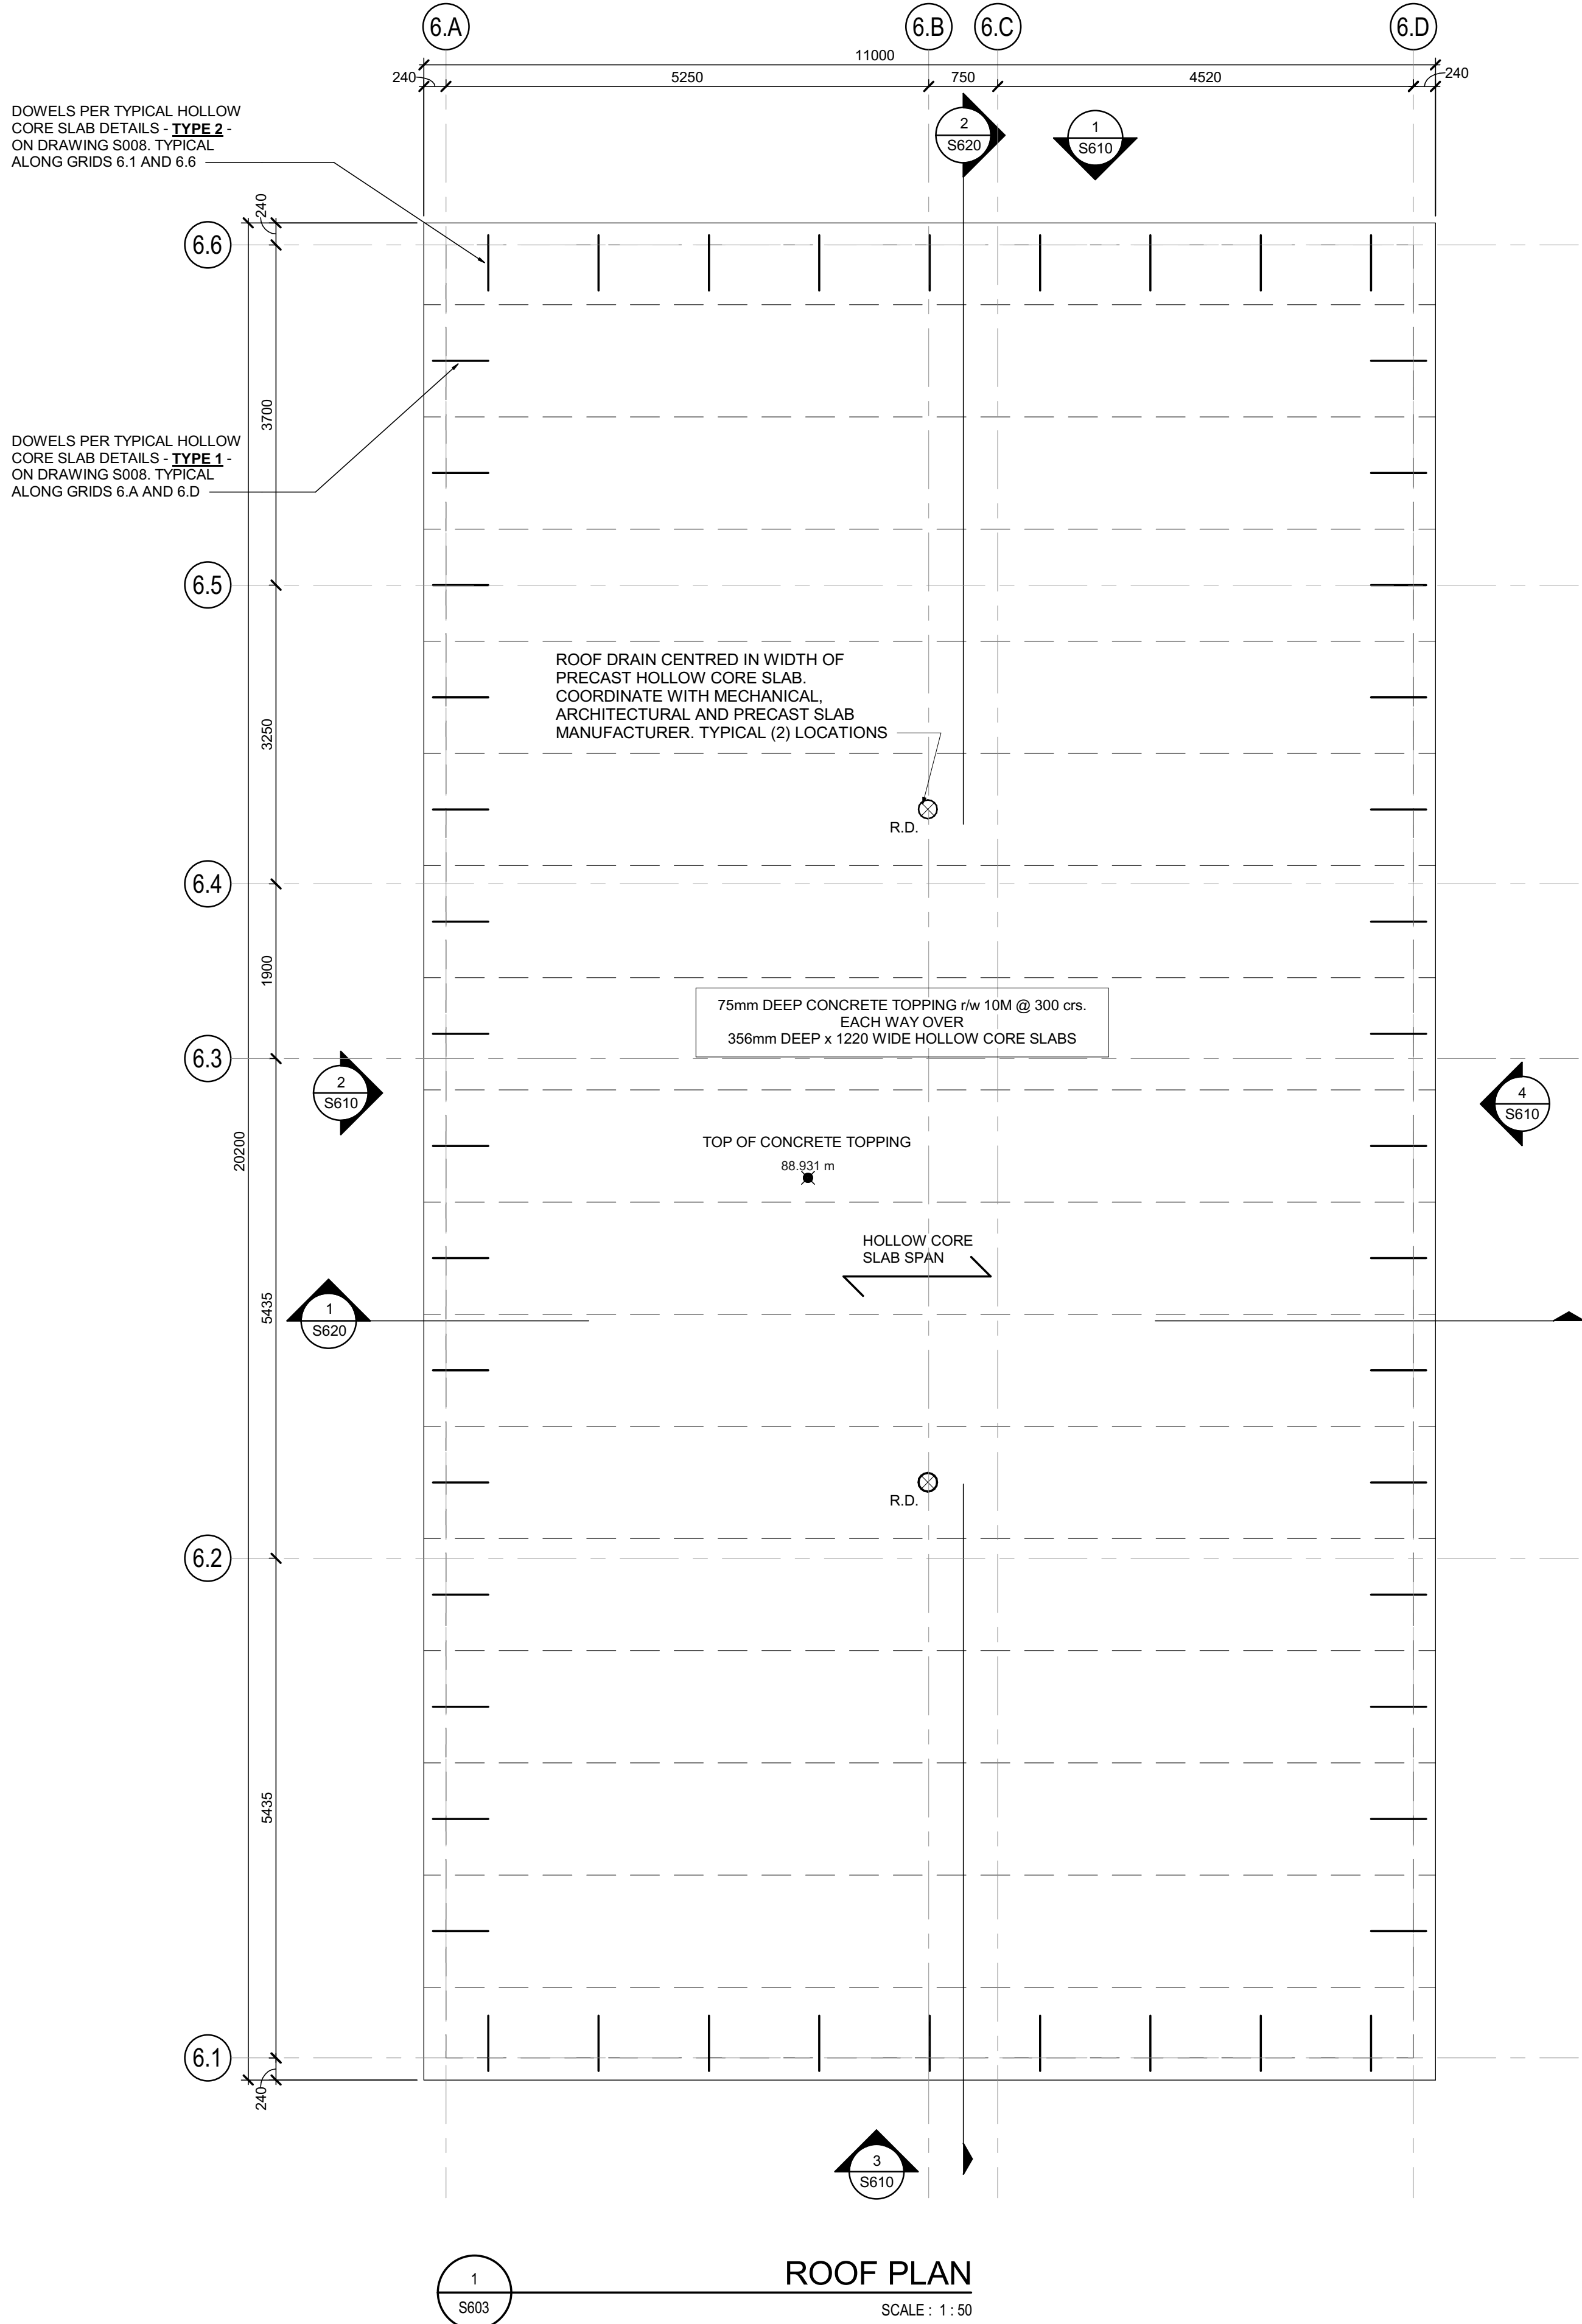 6.A
6.B
6.C
6.D
11000
240
5250
750
4520
240
DOWELS PER TYPICAL HOLLOW
CORE SLAB DETAILS - TYPE 2 -
ON DRAWING S008. TYPICAL
ALONG GRIDS 6.1 AND 6.6
2
S620
1
S610
240
6.6
3700
DOWELS PER TYPICAL HOLLOW
CORE SLAB DETAILS - TYPE 1 -
ON DRAWING S008. TYPICAL
ALONG GRIDS 6.A AND 6.D
6.5
ROOF DRAIN CENTRED IN WIDTH OF
PRECAST HOLLOW CORE SLAB.
COORDINATE WITH MECHANICAL,
ARCHITECTURAL AND PRECAST SLAB
MANUFACTURER. TYPICAL (2) LOCATIONS
3250
R.D.
6.4
1900
75mm DEEP CONCRETE TOPPING r/w 10M @ 300 crs.
EACH WAY OVER
356mm DEEP x 1220 WIDE HOLLOW CORE SLABS
6.3
2
S610
4
S610
20200
TOP OF CONCRETE TOPPING
88.931 m
HOLLOW CORE
SLAB SPAN
5435
1
S620
R.D.
6.2
5435
6.1
240
3
S610
1
S603
ROOF PLAN
SCALE : 1 : 50